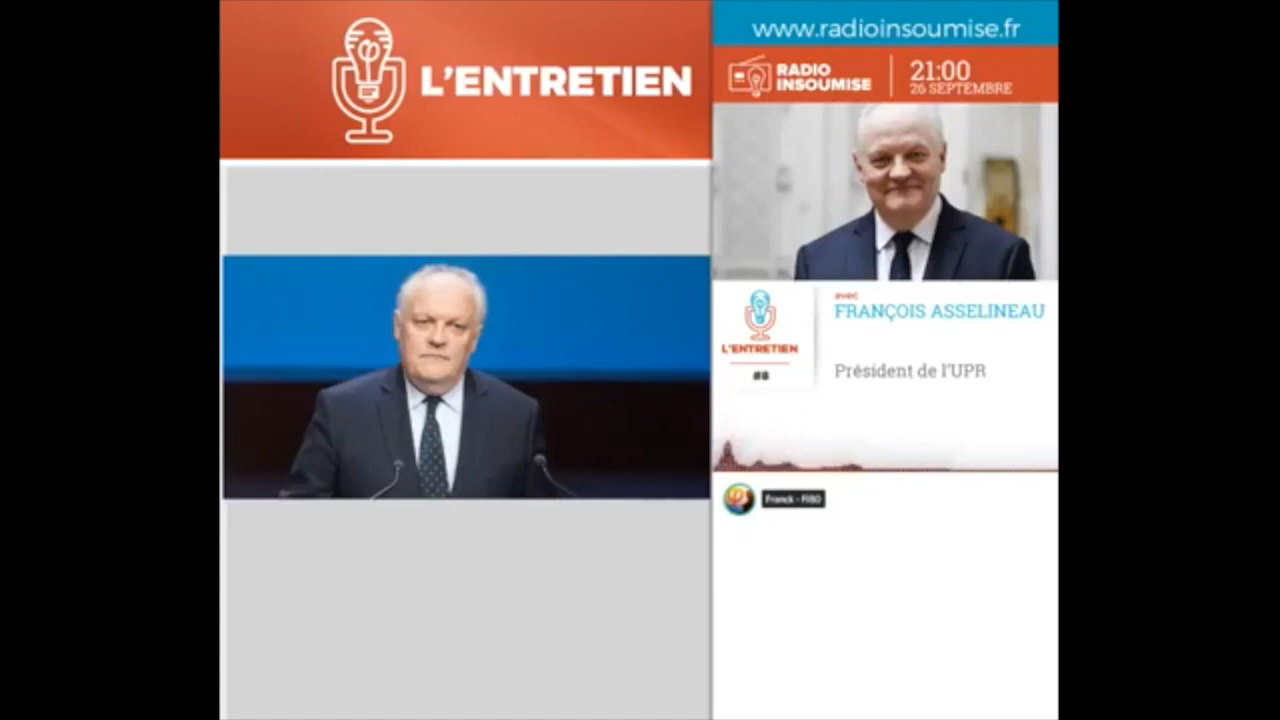 L'ENTRETIEN
www.radioinsoumise.fr
RADIO
INSOUMISE
21:00
26 SEPTEMBRE
avec
FRANÇOIS ASSELINEAU
L'ENTRETIEN
#8
Président de l'UPR
Franck - FI80